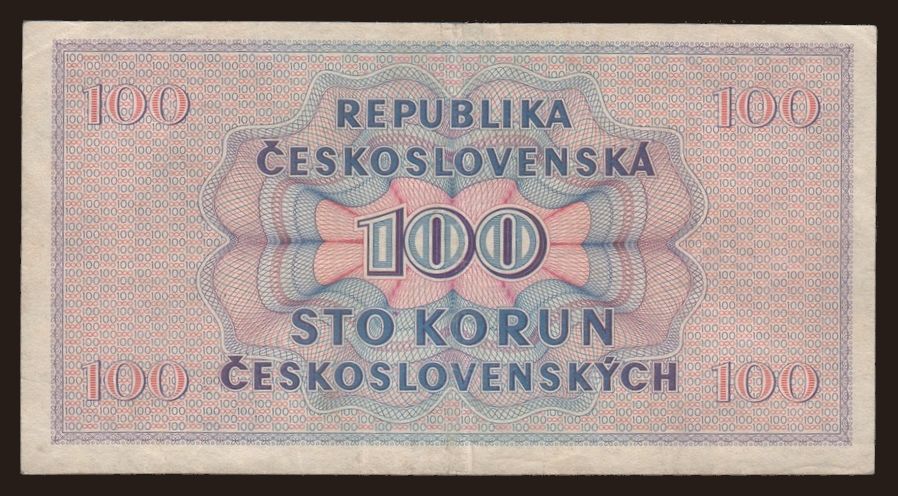 100 100
REPUBLIKA
ČESKOSLOVENSKÁ
100
STO KORUN
ČESKOSLOVENSKÝCH
100 100